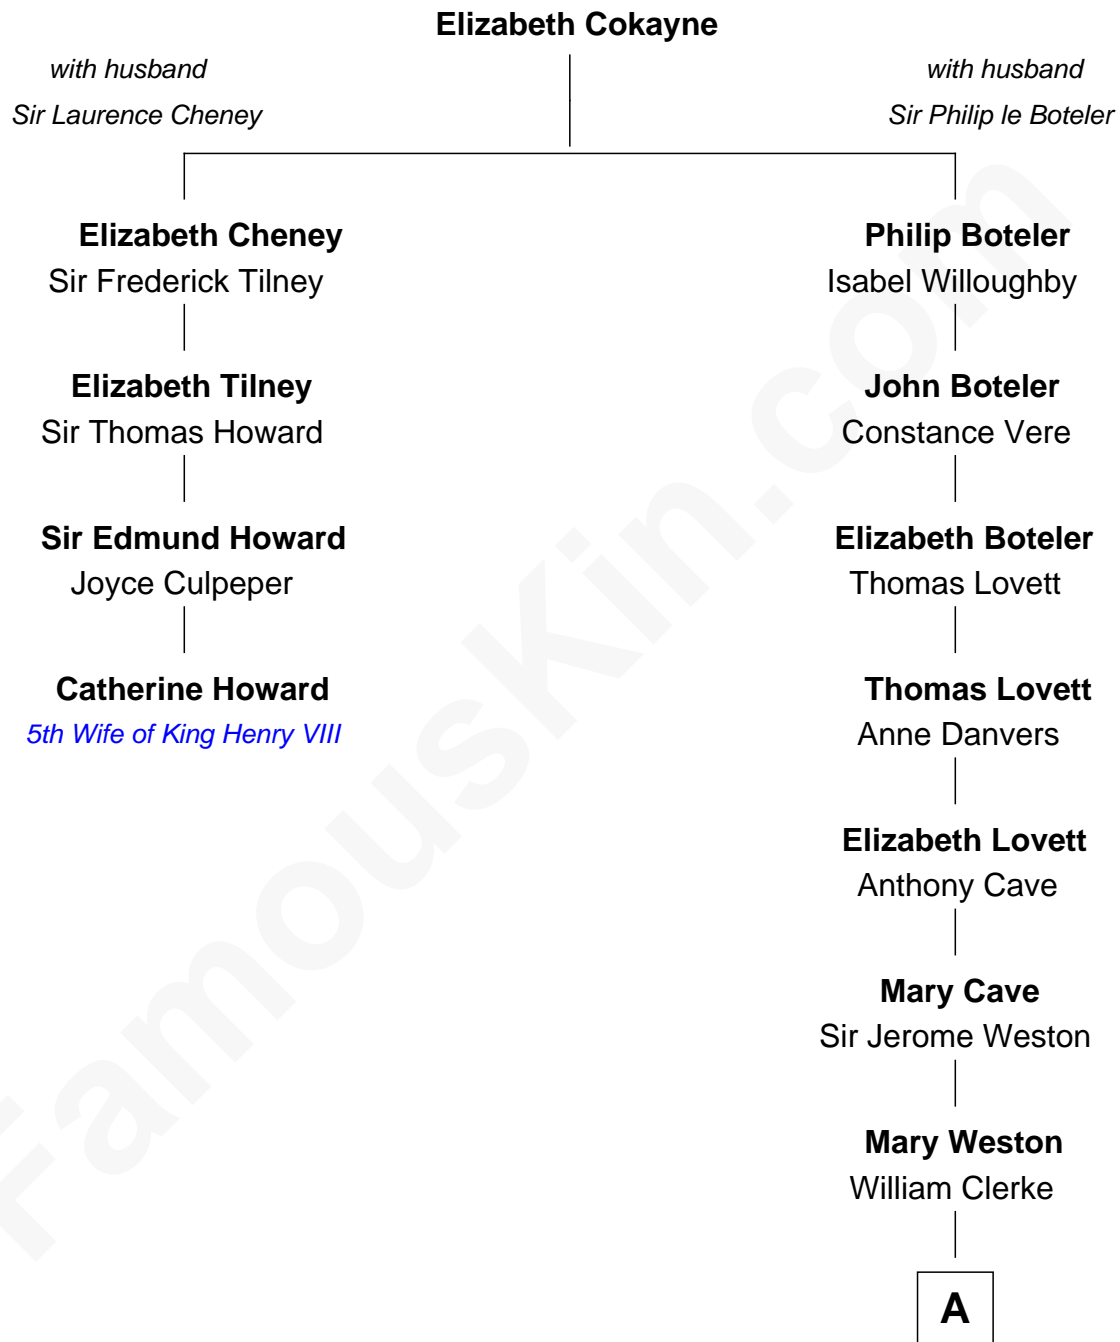 Elizabeth Cokayne
with husband
Sir Laurence Cheney
with husband
Sir Philip le Boteler
Elizabeth Cheney
Sir Frederick Tilney
Elizabeth Tilney
Sir Thomas Howard
Sir Edmund Howard
Joyce Culpeper
Catherine Howard
5th Wife of King Henry VIII
Philip Boteler
Isabel Willoughby
John Boteler
Constance Vere
Elizabeth Boteler
Thomas Lovett
Thomas Lovett
Anne Danvers
Elizabeth Lovett
Anthony Cave
Mary Cave
Sir Jerome Weston
Mary Weston
William Clerke
A
FamousKin.com